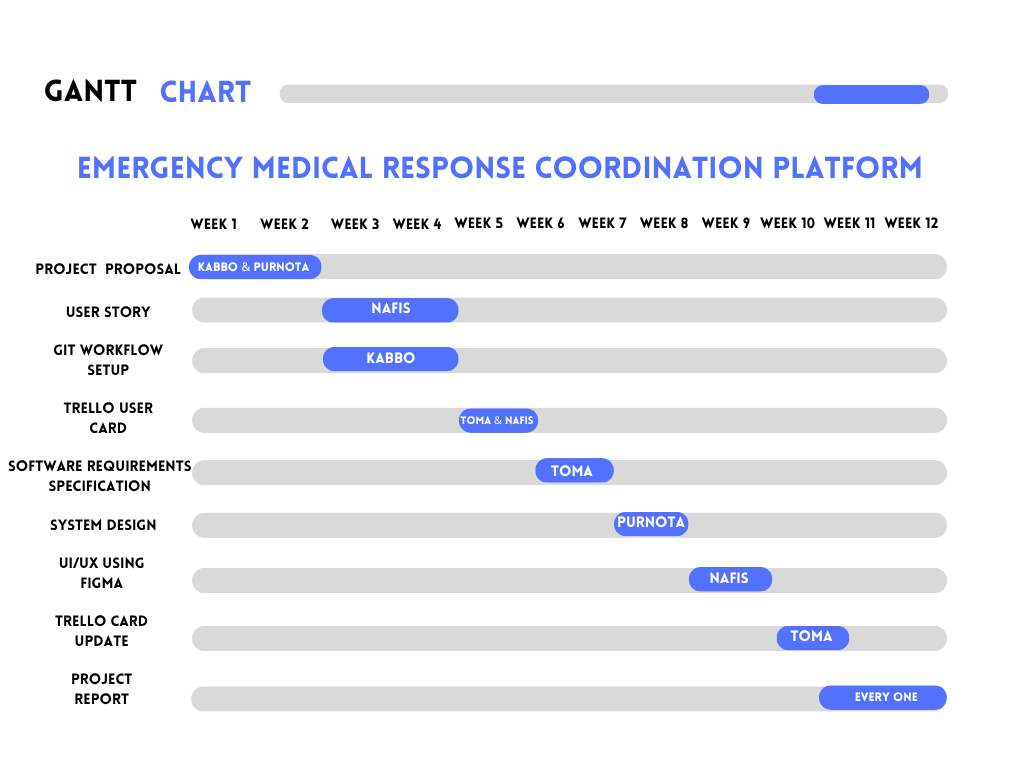 GANTT CHART
EMERGENCY MEDICAL RESPONSE COORDINATION PLATFORM
WEEK 1 WEEK 2 WEEK 3 WEEK 4 WEEK 5 WEEK 6 WEEK 7 WEEK 8 WEEK 9 WEEK 10 WEEK 11 WEEK 12
PROJECT PROPOSAL KABBO & PURNOTA
USER STORY NAFIS
GIT WORKFLOW
SETUP
KABBO
TRELLO USER
CARD
TOMA & NAFIS
SOFTWARE REQUIREMENTS
SPECIFICATION
TOMA
SYSTEM DESIGN PURNOTA
UI/UX USING
FIGMA
NAFIS
TRELLO CARD
UPDATE
TOMA
PROJECT
REPORT
EVERY ONE